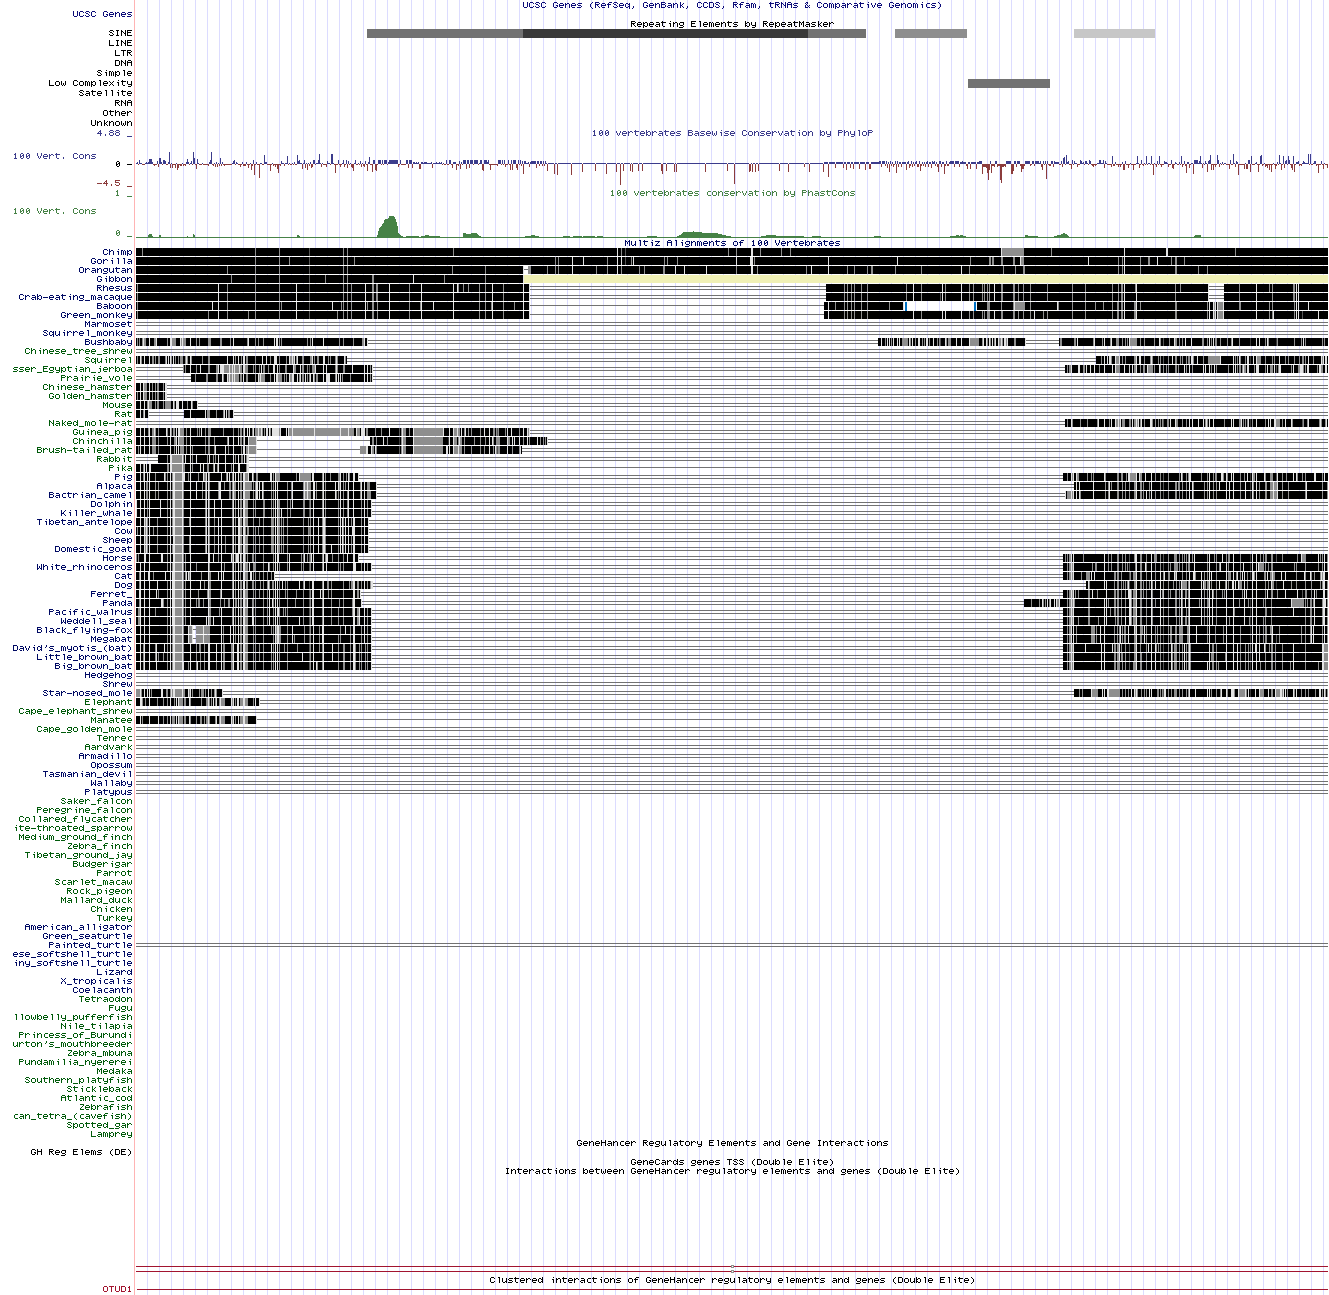 UCSC Genes (RefSeq, GenBank, CCDS, Rfam, tRNAs & Comparative Genomics)
UCSC Genes
Repeating Elements by RepeatMasker
SINE
LINE
LTR
DNA
Simple
Low Complexity
Satellite
RNA
Other
Unknown
4.88 _
100 vertebrates Basewise Conservation by PhyloP
100 Vert. Cons
0 _
-4.5 _
1 _
100 vertebrates conservation by PhastCons
100 Vert. Cons
0 _
Multiz Alignments of 100 Vertebrates
Chimp
Gorilla
Orangutan
Gibbon
Rhesus
Crab-eating_macaque
Baboon
Green_monkey
Marmoset
Squirrel_monkey
Bushbaby
Chinese_tree_shrew
Squirrel
sser_Egyptian_jerboa
Prairie_vole
Chinese_hamster
Golden_hamster
Mouse
Rat
Naked_mole-rat
Guinea_pig
Chinchilla
Brush-tailed_rat
Rabbit
Pika
Pig
Alpaca
Bactrian_camel
Dolphin
Killer_whale
Tibetan_antelope
Cow
Sheep
Domestic_goat
Horse
White_rhinoceros
Cat
Dog
Ferret_
Panda
Pacific_walrus
Weddell_seal
Black_flying-fox
Megabat
David's_myotis_(bat)
Little_brown_bat
Big_brown_bat
Hedgehog
Shrew
Star-nosed_mole
Elephant
Cape_elephant_shrew
Manatee
Cape_golden_mole
Tenrec
Aardvark
Armadillo
Opossum
Tasmanian_devil
Wallaby
Platypus
Saker_falcon
Peregrine_falcon
Collared_flycatcher
ite-throated_sparrow
Medium_ground_finch
Zebra_finch
Tibetan_ground_jay
Budgerigar
Parrot
Scarlet_macaw
Rock_pigeon
Mallard_duck
Chicken
Turkey
American_alligator
Green_seaturtle
Painted_turtle
ese_softshell_turtle
iny_softshell_turtle
Lizard
X_tropicalis
Coelacanth
Tetraodon
Fugu
llowbelly_pufferfish
Nile_tilapia
Princess_of_Burundi
urton's_mouthbreeder
Zebra_mbuna
Pundamilia_nyererei
Medaka
Southern_platyfish
Stickleback
Atlantic_cod
Zebrafish
can_tetra_(cavefish)
Spotted_gar
Lamprey
GeneHancer Regulatory Elements and Gene Interactions
GH Reg Elems (DE)
GeneCards genes TSS (Double Elite)
Interactions between GeneHancer regulatory elements and genes (Double Elite)
Clustered interactions of GeneHancer regulatory elements and genes (Double Elite)
OTUD1